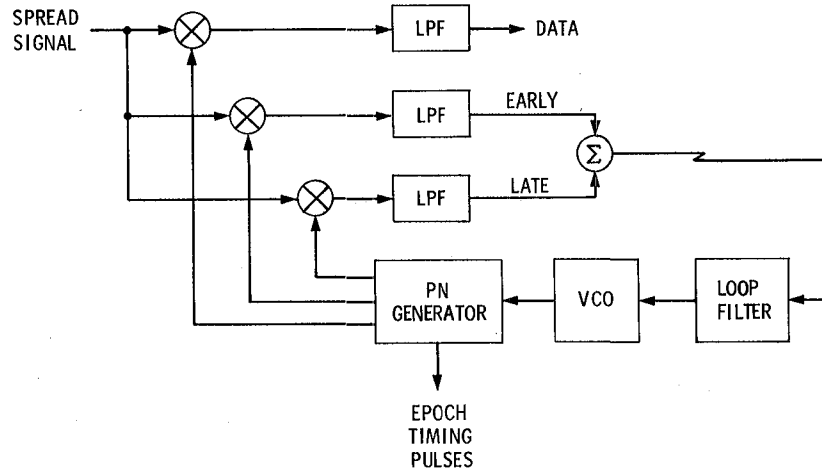 SPREAD
SIGNAL
LPF
DATA
LPF
EARLY
Σ
LPF
LATE
PN
GENERATOR
VCO
LOOP
FILTER
EPOCH
TIMING
PULSES